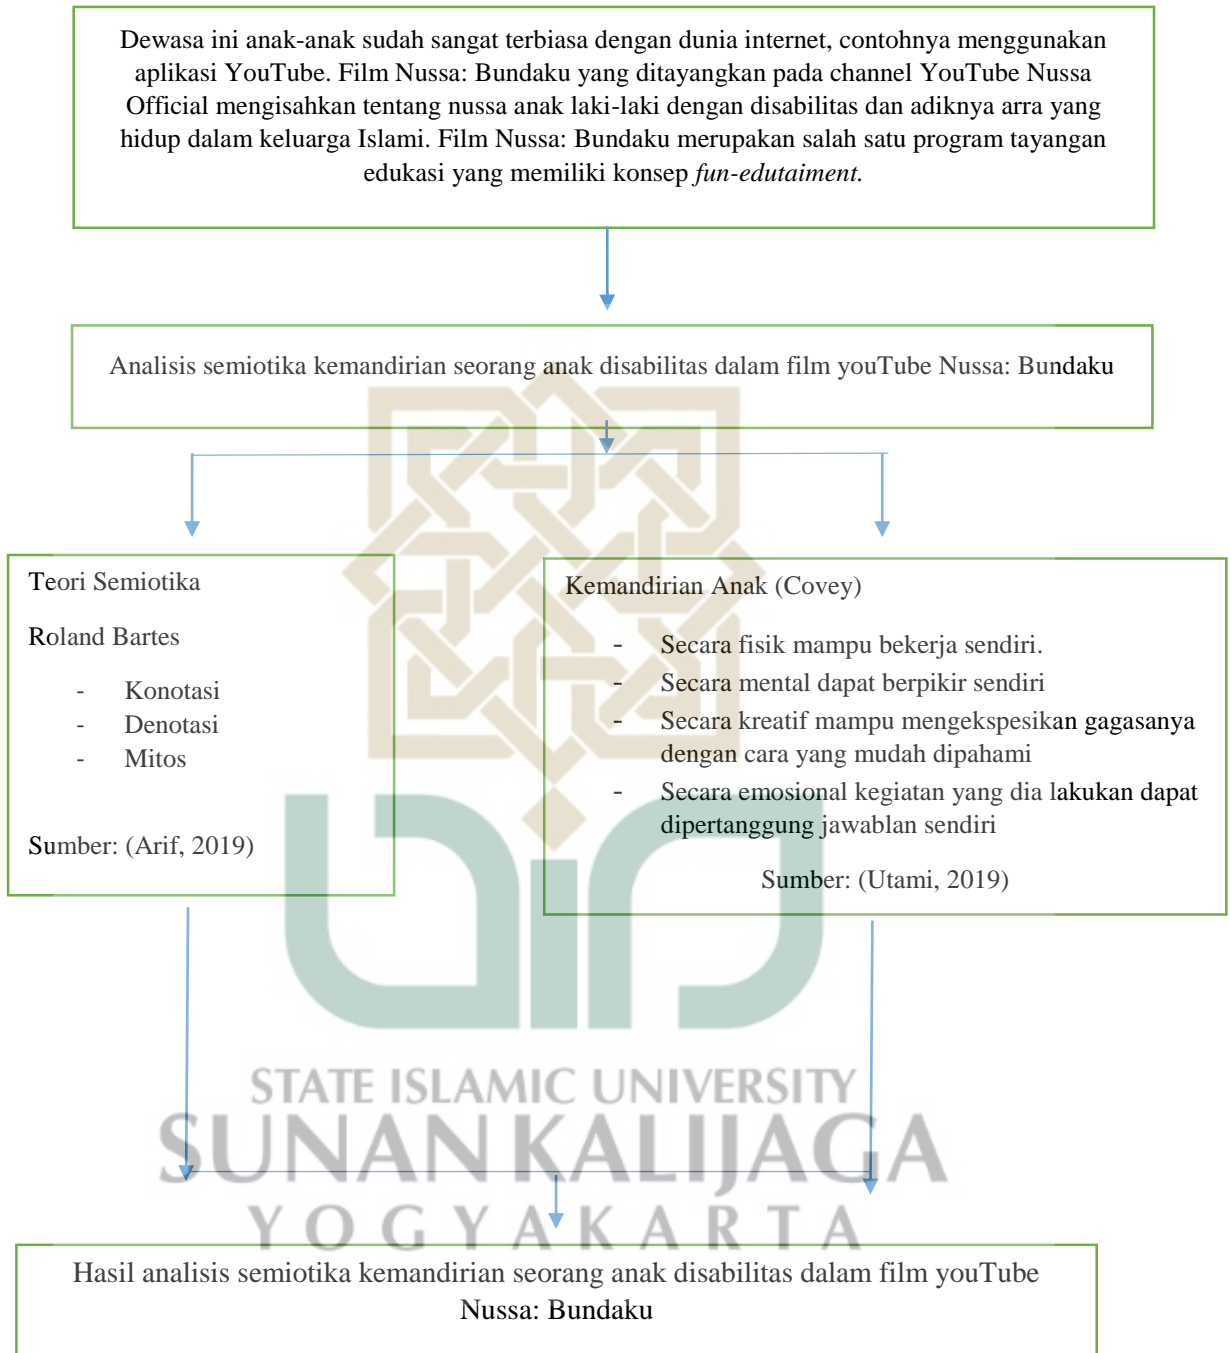 Dewasa ini anak-anak sudah sangat terbiasa dengan dunia internet, contohnya menggunakan
aplikasi YouTube. Film Nussa: Bundaku yang ditayangkan pada channel YouTube Nussa
Official mengisahkan tentang nussa anak laki-laki dengan disabilitas dan adiknya arra yang
hidup dalam keluarga Islami. Film Nussa: Bundaku merupakan salah satu program tayangan
edukasi yang memiliki konsep fun-edutaiment.
Analisis semiotika kemandirian seorang anak disabilitas dalam film youTube Nussa: Bundaku
Teori Semiotika
Roland Bartes
- Konotasi
- Denotasi
- Mitos
Sumber: (Arif, 2019)
Kemandirian Anak (Covey)
- Secara fisik mampu bekerja sendiri.
- Secara mental dapat berpikir sendiri
- Secara kreatif mampu mengekspesikan gagasanya
dengan cara yang mudah dipahami
- Secara emosional kegiatan yang dia lakukan dapat
dipertanggung jawablan sendiri
Sumber: (Utami, 2019)
STATE ISLAMIC UNIVERSITY
SUNAN KALIJAGA
YOGYAKARTA
Hasil analisis semiotika kemandirian seorang anak disabilitas dalam film youTube
Nussa: Bundaku